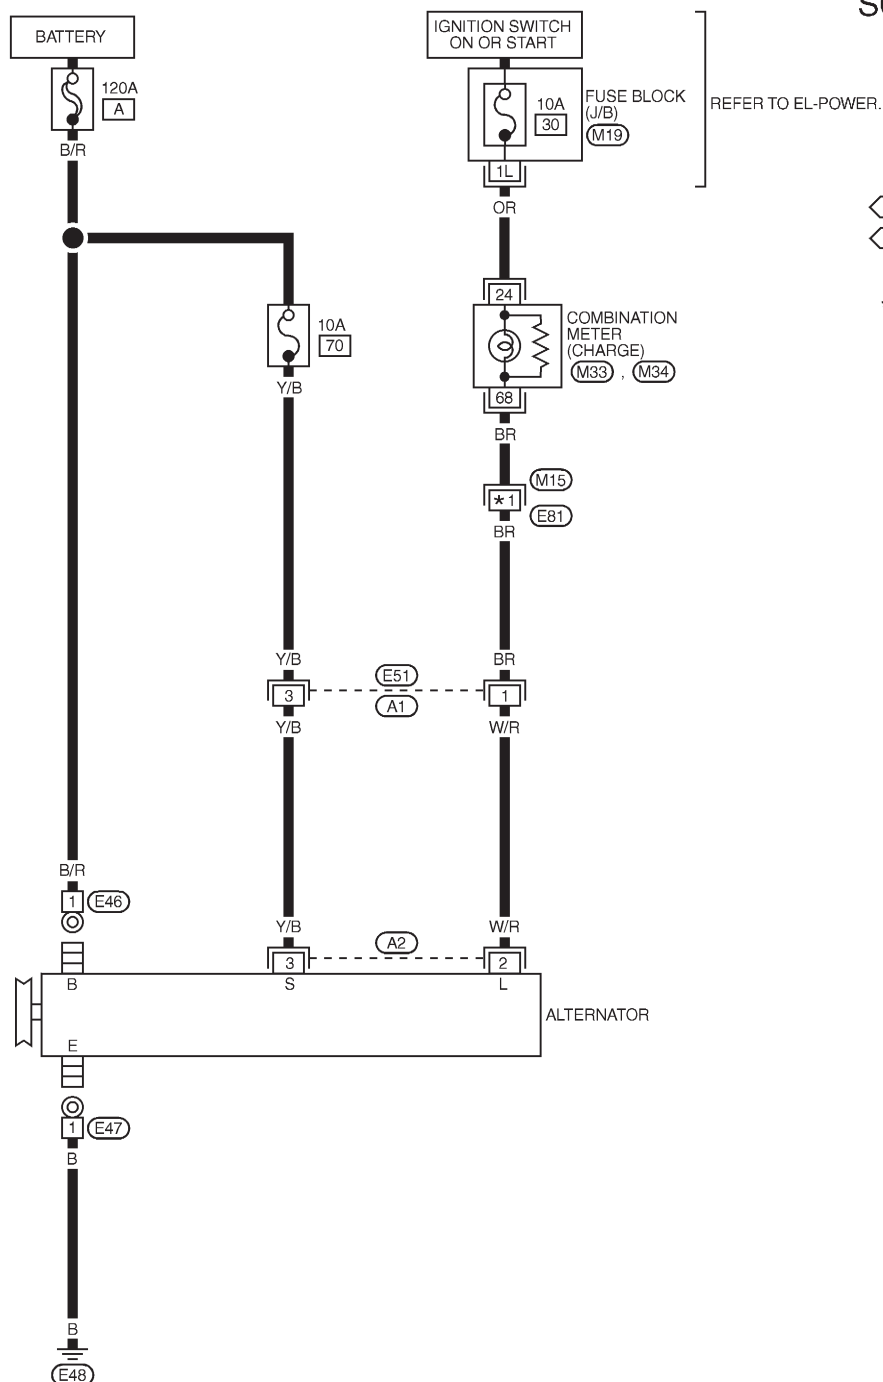 BATTERY
120A
A
B/R
IGNITION SWITCH
ON OR START
10A
30
FUSE BLOCK
(J/B)
M19
REFER TO EL-POWER.
1L
OR
10A
70
Y/B
24
COMBINATION
METER
(CHARGE)
M33 , M34
68
BR
M15
*1
E81
BR
Y/B
BR
3
E51
A1
1
Y/B
W/R
B/R
1
E46
Y/B
W/R
3
A2
2
B
S
L
ALTERNATOR
E
1
E47
B
B
E48